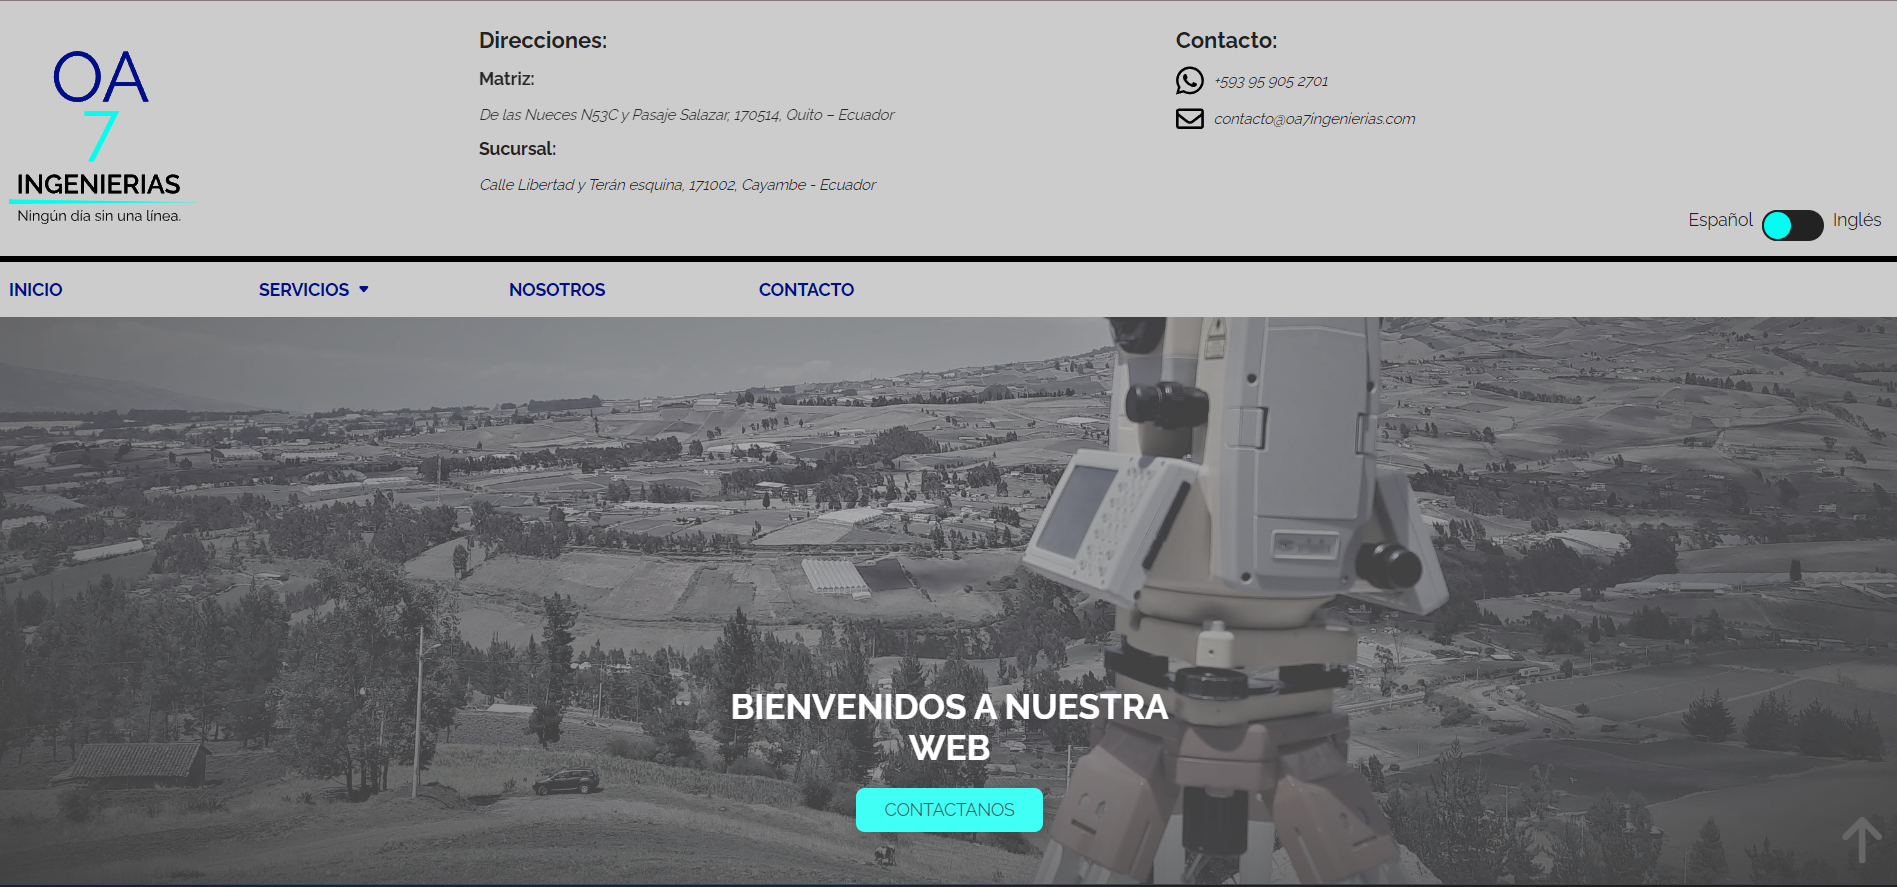 OA
7
INGENIERIAS
Ningún día sin una línea.
Direcciones:
Matriz:
De las Nueces N53C y Pasaje Salazar, 170514, Quito – Ecuador
Sucursal:
Calle Libertad y Terán esquina, 171002, Cayambe - Ecuador
Contacto:
+593 95 905 2701
contacto@oa7ingenierias.com
Español Inglés
INICIO SERVICIOS NOSOTROS CONTACTO
BIENVENIDOS A NUESTRA
WEB
CONTACTANOS